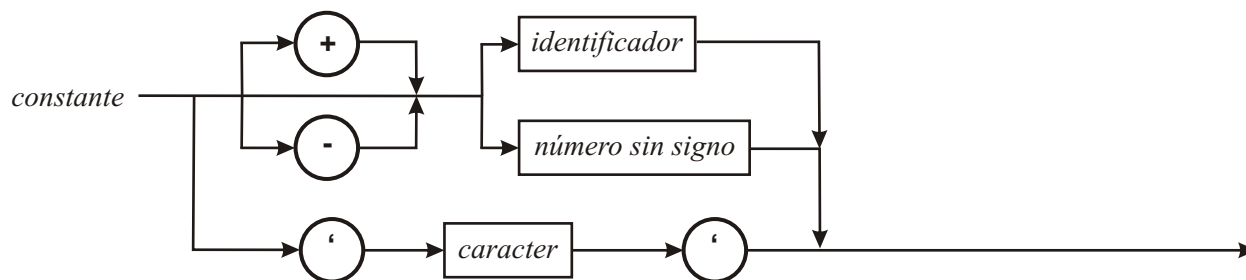 +
identificador
constante
-
número sin signo
‘ caracter ‘